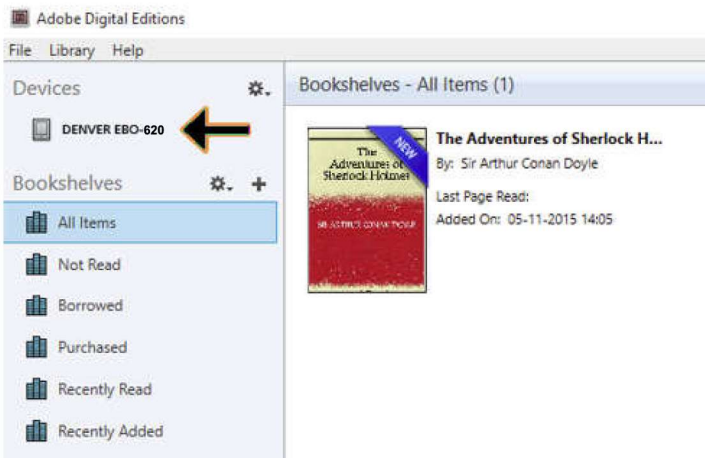 Adobe Digital Editions
File Library Help
Devices
DENVER EBO-620
Bookshelves
All Items
Not Read
Borrowed
Purchased
Recently Read
Recently Added
Bookshelves - All Items (1)
The
Adventures of
Sherlock Holmes
SIR ARTHUR CONAN DOYLE
NEW
The Adventures of Sherlock H...
By: Sir Arthur Conan Doyle
Last Page Read:
Added On: 05-11-2015 14:05